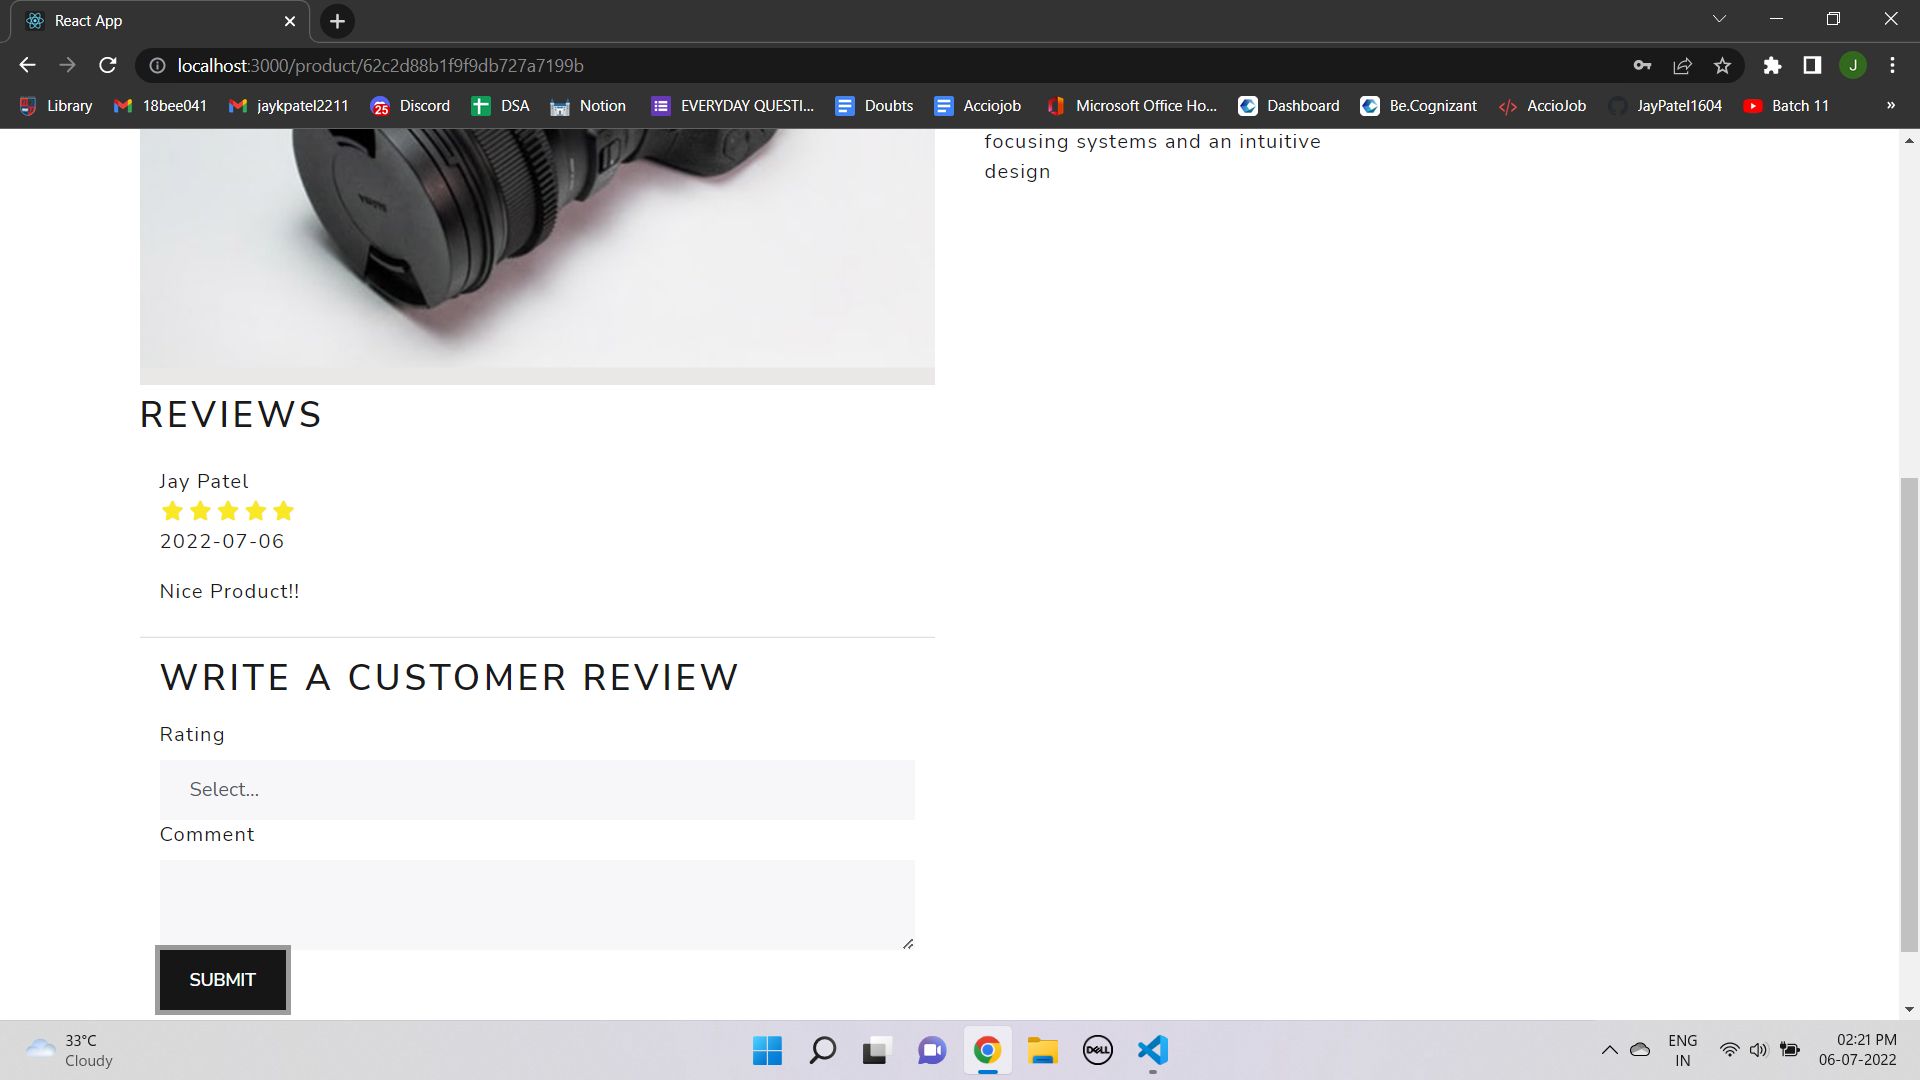 React App
localhost:3000/product/62c2d88b1f9f9db727a7199b
J
Library 18bee041 jaykpatel2211 25 Discord DSA Notion EVERYDAY QUESTI... Doubts Acciojob Microsoft Office Ho... Dashboard Be.Cognizant AccioJob JayPatel1604 Batch 11 »
focusing systems and an intuitive
design
SIGMA
REVIEWS
Jay Patel
2022-07-06
Nice Product!!
WRITE A CUSTOMER REVIEW
Rating
Select...
Comment
SUBMIT
33°C
Cloudy
DELL
ENG
IN
02:21 PM
06-07-2022